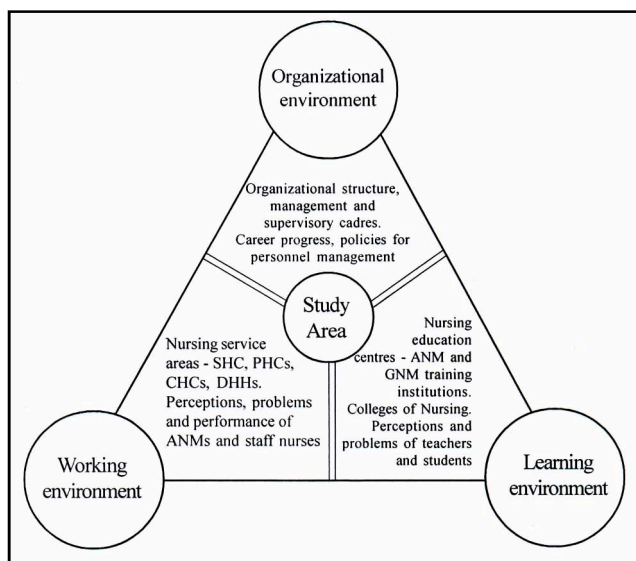 Organizational
environment
Organizational structure,
management and
supervisory cadres.
Career progress, policies for
personnel management
Study
Area
Nursing service
areas - SHC, PHCs,
CHCs, DHHs.
Perceptions, problems
and performance of
ANMs and staff nurses
Nursing
education
centres - ANM and
GNM training
institutions.
Colleges of Nursing.
Perceptions and
problems of teachers
and students
Working
environment
Learning
environment